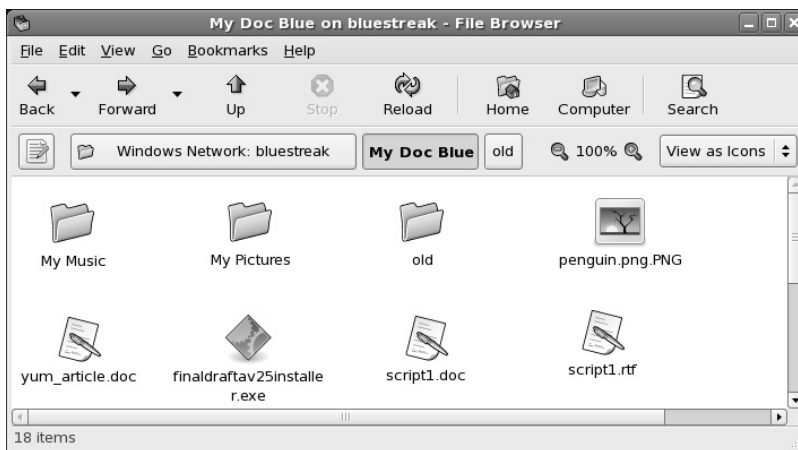 My Doc Blue on bluestreak - File Browser
File Edit View Go Bookmarks Help
Back Forward Up Stop Reload Home Computer Search
Windows Network: bluestreak My Doc Blue old 100% View as Icons
My Music My Pictures old penguin.png.PNG
yum_article.doc finaldraftav25installe script1.doc script1.rtf
r.exe
18 items